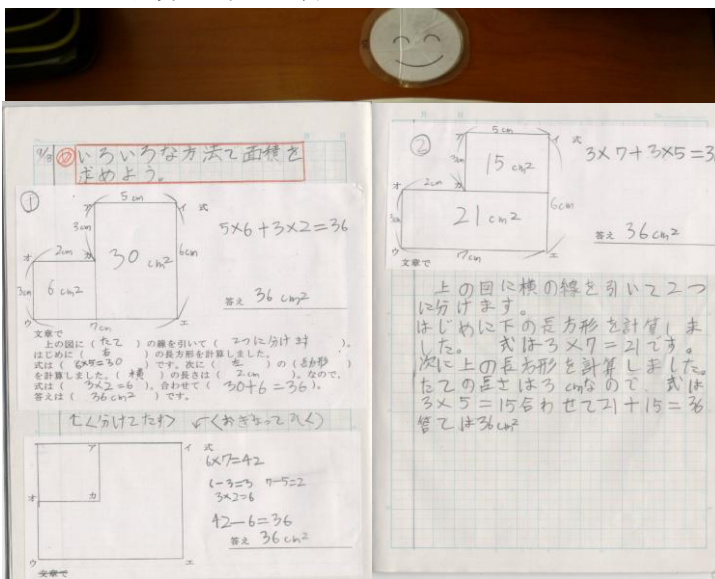 7/3 め いろいろな方法で面積を
求めよう。
①
5cm
ア
イ
式
3cm
5×6+3×2=36
2cm
オ
カ
30 cm²
6cm
3cm
6 cm²
答え 36cm²
7cm
ウ
エ
文章で
上の図に(たて)の線を引いて(2つに分けます)。
はじめに(右)の長方形を計算しました。
式は(6×5=30)です。次に(左)の(長方形)
を計算しました。(横)の長さは(2cm)。なので、
式は(3×2=6)。合わせて(30+6=36)。
答えは(36cm²)です。
むく分けてたす> ↙<おぎなってひく>
ア
イ
式
6×7=42
オ
カ
6-3=3 7-5=2
3×2=6
42-6=36
答え 36cm²
ウ
エ
文章で
②
5cm
ア
イ
式
3cm
15 cm2
3×7+3×5=3
2cm
オ
カ
6cm
3cm
21 cm2
答え 36cm2
ウ
7cm
エ
文章で
上の図に横の線を引いて2つ
に分けます。
はじめに下の長方形を計算しま
した。式は3×7=21です。
次に上の長方形を計算しました。
たての長さは3cmなので、式は
3×5=15合わせて21+15=36
答えは36cm²